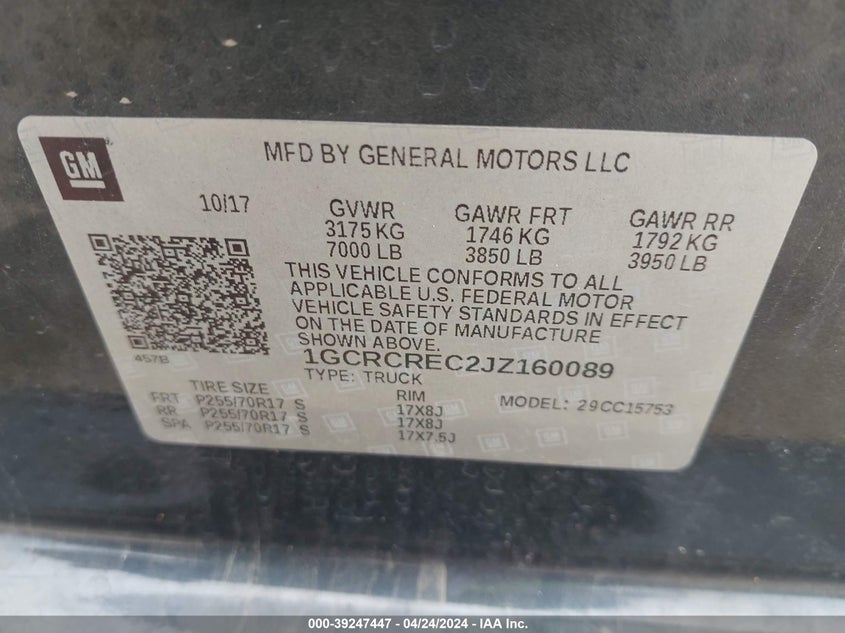 GM
MFD BY GENERAL MOTORS LLC
10/17
GVWR
3175 KG
7000 LB
GAWR FRT
1746 KG
3850 LB
GAWR RR
1792 KG
3950 LB
THIS VEHICLE CONFORMS TO ALL
APPLICABLE U.S. FEDERAL MOTOR
VEHICLE SAFETY STANDARDS IN EFFECT
ON THE DATE OF MANUFACTURE
SHOWN ABOVE.
457B
1GCRCREC2JZ160089
TYPE: TRUCK
TIRE SIZE RIM
FRT P255/70R17 S 17X8J
RR P255/70R17 S 17X8J
SPA P255/70R17 S 17X7.5J
MODEL: 29CC15753
000-39247447 - 04/24/2024 - IAA Inc.